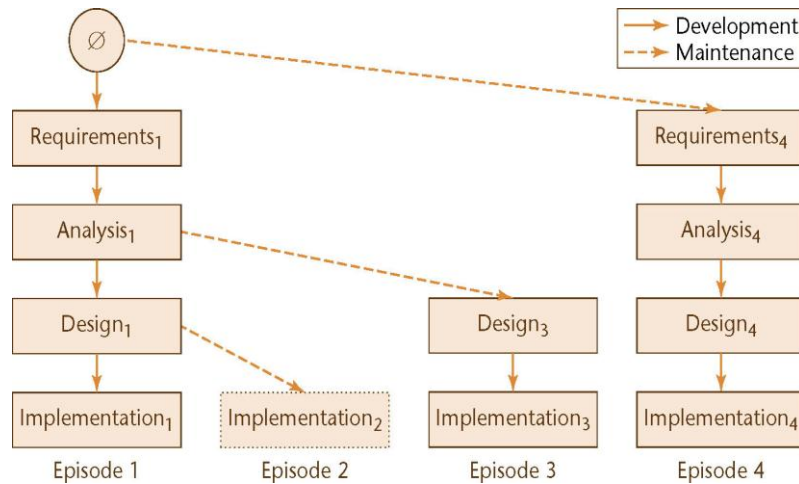 ∅
Development
Maintenance
Requirements₁
Requirements₄
Analysis₁
Analysis₄
Design₁
Design₃
Design₄
Implementation₁
Implementation₂
Implementation₃
Implementation₄
Episode 1
Episode 2
Episode 3
Episode 4